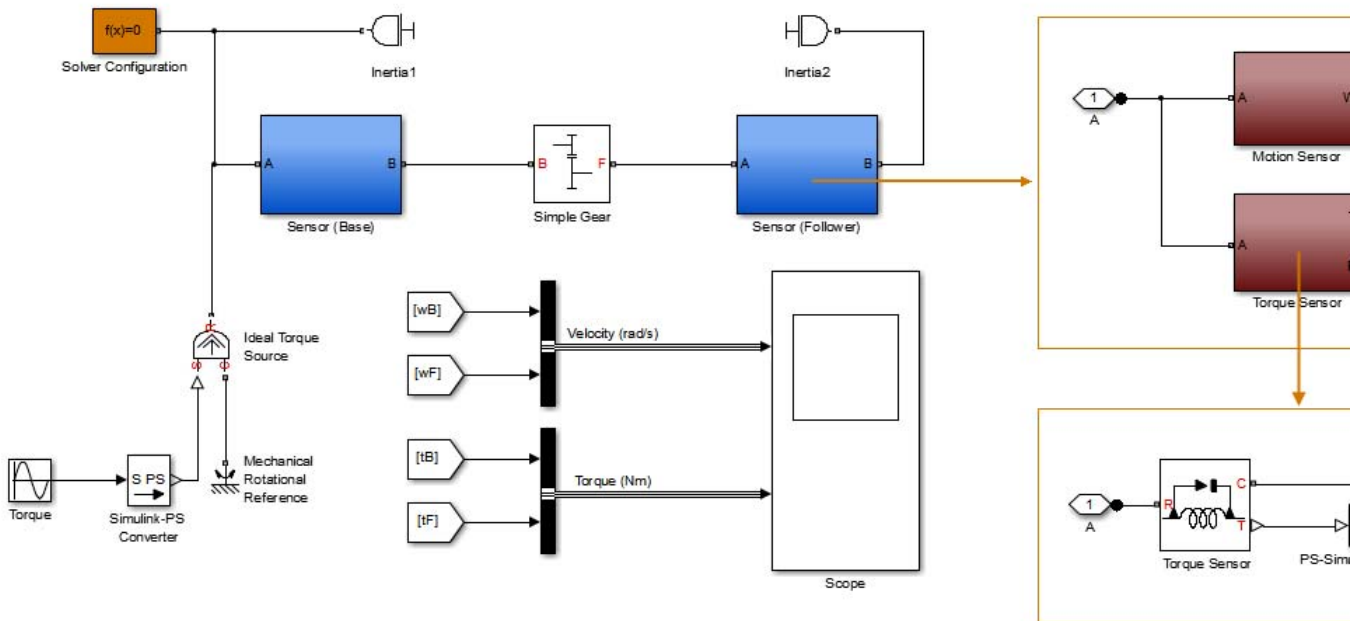 f(x)=0
Solver Configuration
Inertia1
Inertia2
A
B
Sensor (Base)
B
F
Simple Gear
A
B
Sensor (Follower)
1
A
A
Motion Sensor
A
Torque Sensor
R
S
C
Ideal Torque
Source
[wB]
[wF]
Velocity (rad/s)
[tB]
[tF]
Torque (Nm)
Scope
Torque
S PS
Simulink-PS
Converter
Mechanical
Rotational
Reference
1
A
R
C
T
Torque Sensor